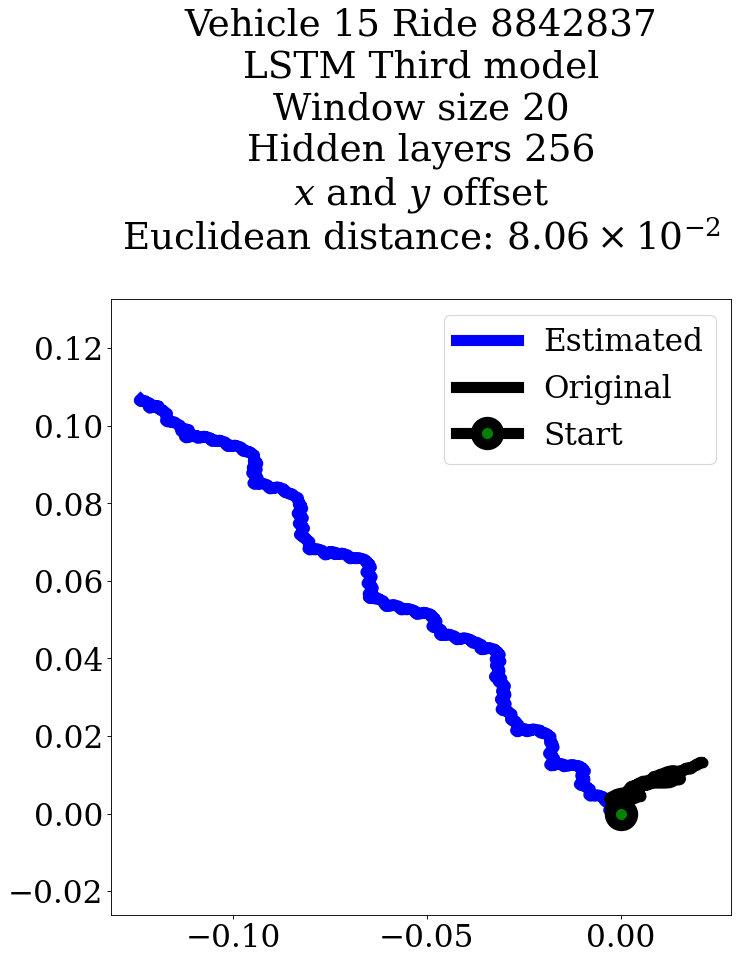 Vehicle 15 Ride 8842837
LSTM Third model
Window size 20
Hidden layers 256
x and y offset
Euclidean distance: 8.06 × 10⁻²
Estimated
Original
Start
0.12
0.10
0.08
0.06
0.04
0.02
0.00
−0.02
−0.10
−0.05
0.00